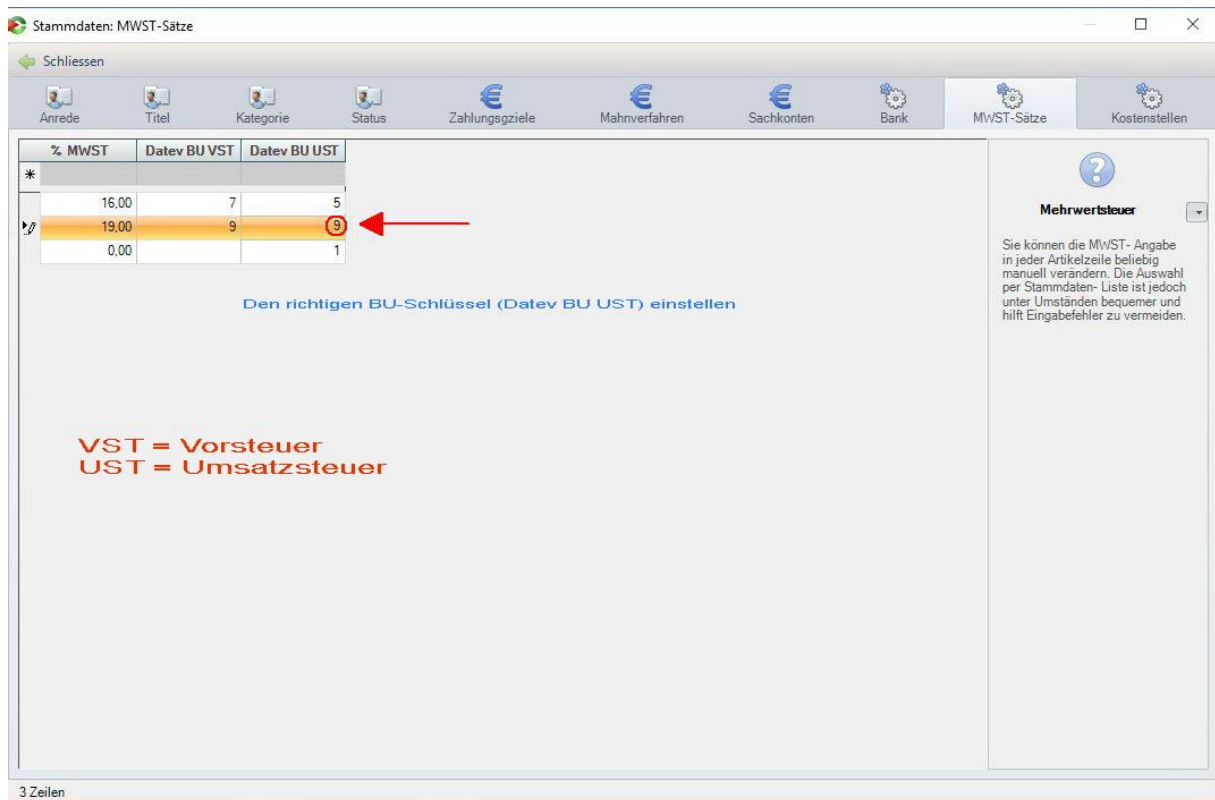 Stammdaten: MWST-Sätze
Schliessen
Anrede Titel Kategorie Status Zahlungsgziele Mahnverfahren Sachkonten Bank MWST-Sätze Kostenstellen
% MWST Datev BU VST Datev BU UST
16,00 7 5
19,00 9 9
0,00 1
Den richtigen BU-Schlüssel (Datev BU UST) einstellen
VST = Vorsteuer
UST = Umsatzsteuer
Mehrwertsteuer
Sie können die MWST- Angabe
in jeder Artikelzeile beliebig
manuell verändern. Die Auswahl
per Stammdaten- Liste ist jedoch
unter Umständen bequemer und
hilft Eingabefehler zu vermeiden.
3 Zeilen